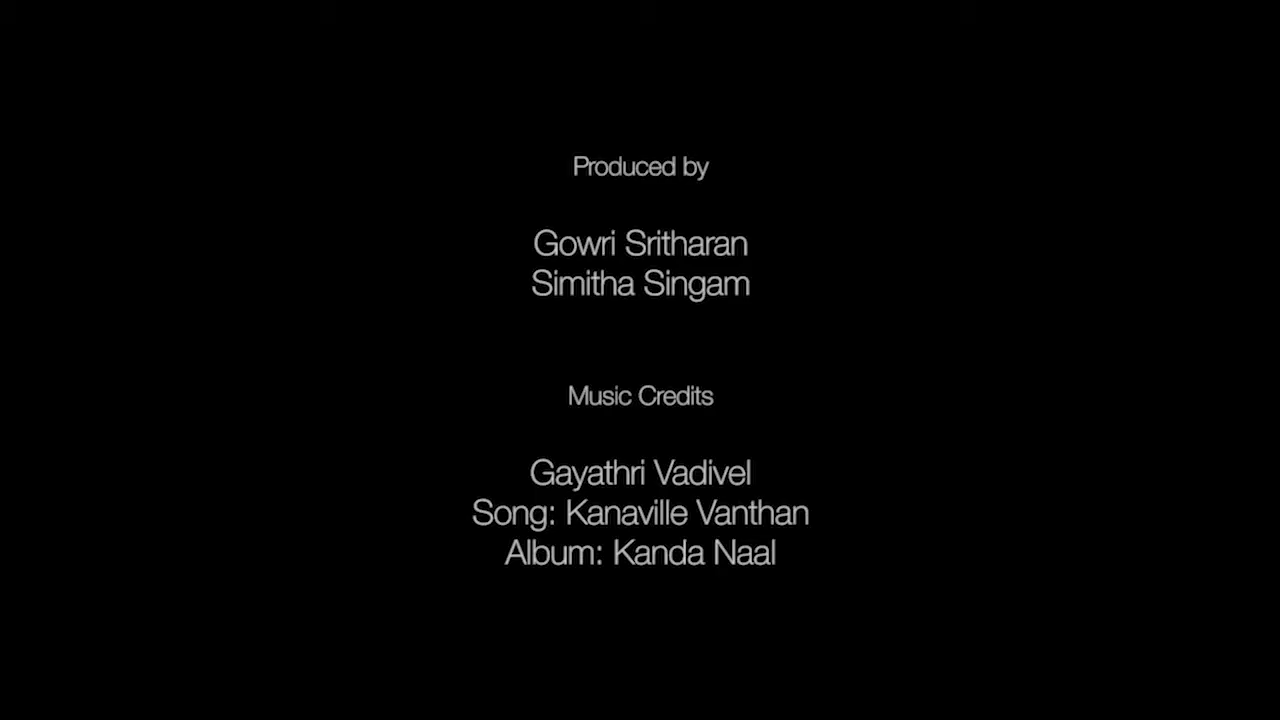 Produced by
Gowri Sritharan
Simitha Singam
Music Credits
Gayathri Vadivel
Song: Kanaville Vanthan
Album: Kanda Naal